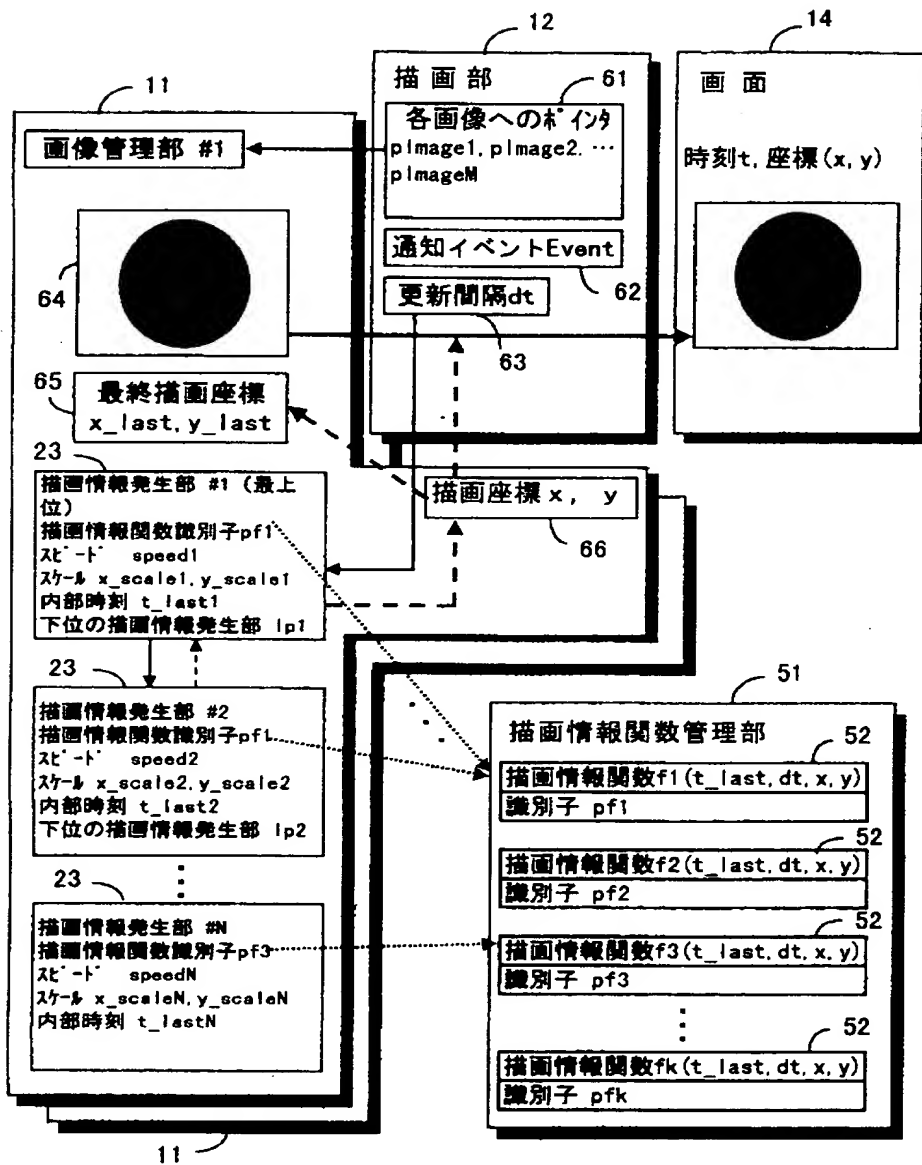 12
描画部
61
各画像へのポインタ
pImage1, pImage2, …
pImageM
通知イベントEvent
62
更新間隔dt
63
14
画面
時刻t, 座標(x, y)
11
画像管理部 #1
64
65
最終描画座標
x_last, y_last
23
描画情報発生部 #1 (最上
位)
描画情報関数識別子pf1
スピード speed1
スケール x_scale1, y_scale1
内部時刻 t_last1
下位の描画情報発生部 lp1
描画座標 x, y
66
23
描画情報発生部 #2
描画情報関数識別子pf1
スピード speed2
スケール x_scale2, y_scale2
内部時刻 t_last2
下位の描画情報発生部 lp2
23
描画情報発生部 #N
描画情報関数識別子pf3
スピード speedN
スケール x_scaleN, y_scaleN
内部時刻 t_lastN
11
51
描画情報関数管理部
52
描画情報関数f1(t_last, dt, x, y)
識別子 pf1
52
描画情報関数f2(t_last, dt, x, y)
識別子 pf2
52
描画情報関数f3(t_last, dt, x, y)
識別子 pf3
52
描画情報関数fk(t_last, dt, x, y)
識別子 pfk